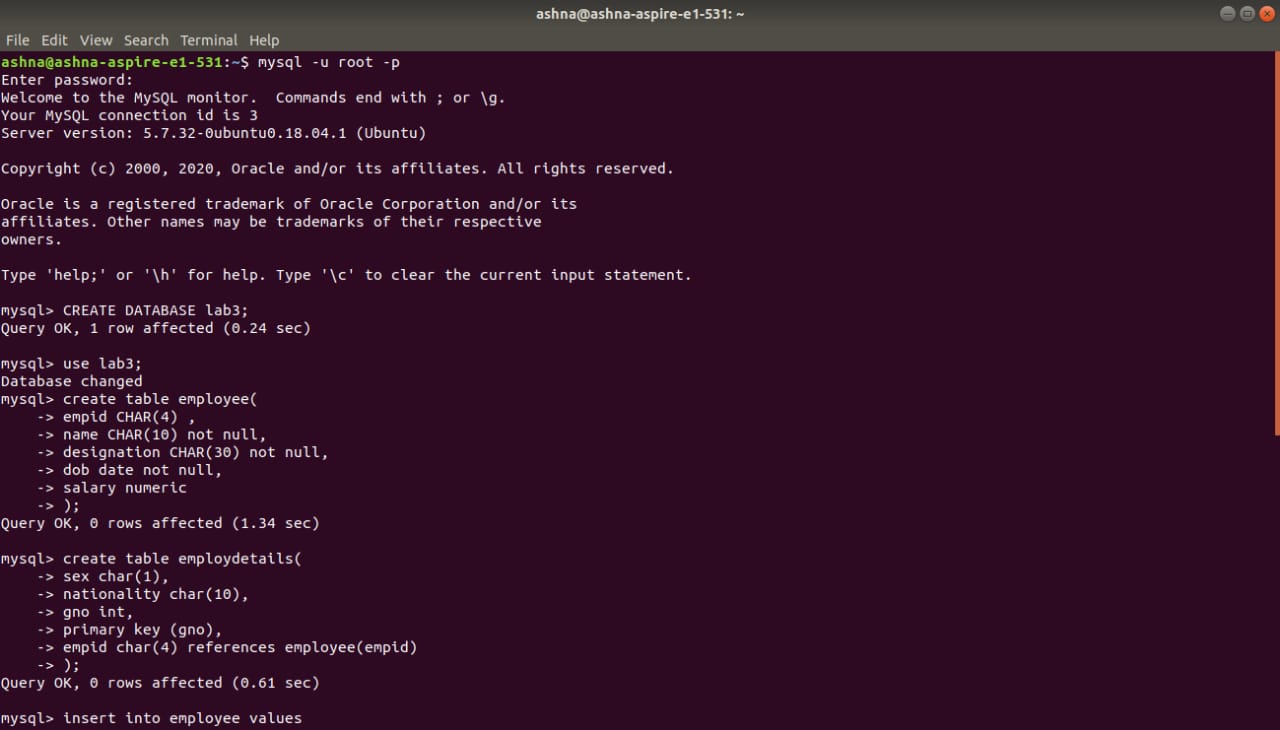 ashna@ashna-aspire-e1-531: ~
File Edit View Search Terminal Help
ashna@ashna-aspire-e1-531:~$ mysql -u root -p
Enter password:
Welcome to the MySQL monitor.  Commands end with ; or \g.
Your MySQL connection id is 3
Server version: 5.7.32-0ubuntu0.18.04.1 (Ubuntu)

Copyright (c) 2000, 2020, Oracle and/or its affiliates. All rights reserved.

Oracle is a registered trademark of Oracle Corporation and/or its
affiliates. Other names may be trademarks of their respective
owners.

Type 'help;' or '\h' for help. Type '\c' to clear the current input statement.

mysql> CREATE DATABASE lab3;
Query OK, 1 row affected (0.24 sec)

mysql> use lab3;
Database changed
mysql> create table employee(
    -> empid CHAR(4) ,
    -> name CHAR(10) not null,
    -> designation CHAR(30) not null,
    -> dob date not null,
    -> salary numeric
    -> );
Query OK, 0 rows affected (1.34 sec)

mysql> create table employdetails(
    -> sex char(1),
    -> nationality char(10),
    -> gno int,
    -> primary key (gno),
    -> empid char(4) references employee(empid)
    -> );
Query OK, 0 rows affected (0.61 sec)

mysql> insert into employee values